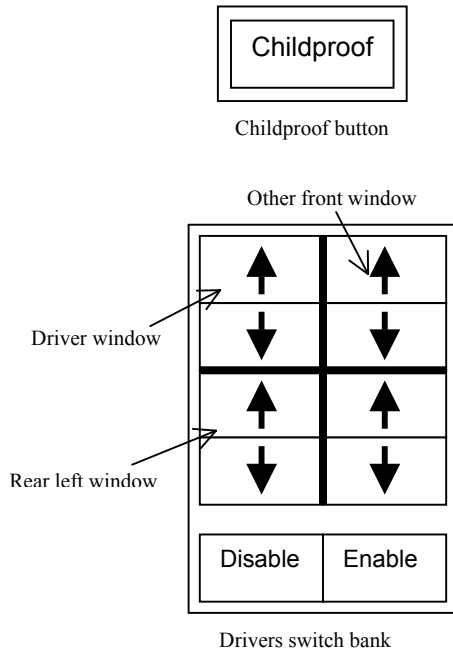 Childproof
Childproof button
Other front window
Driver window
Rear left window
Disable Enable
Drivers switch bank